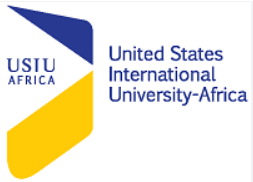 USIU
AFRICA
United States
International
University-Africa